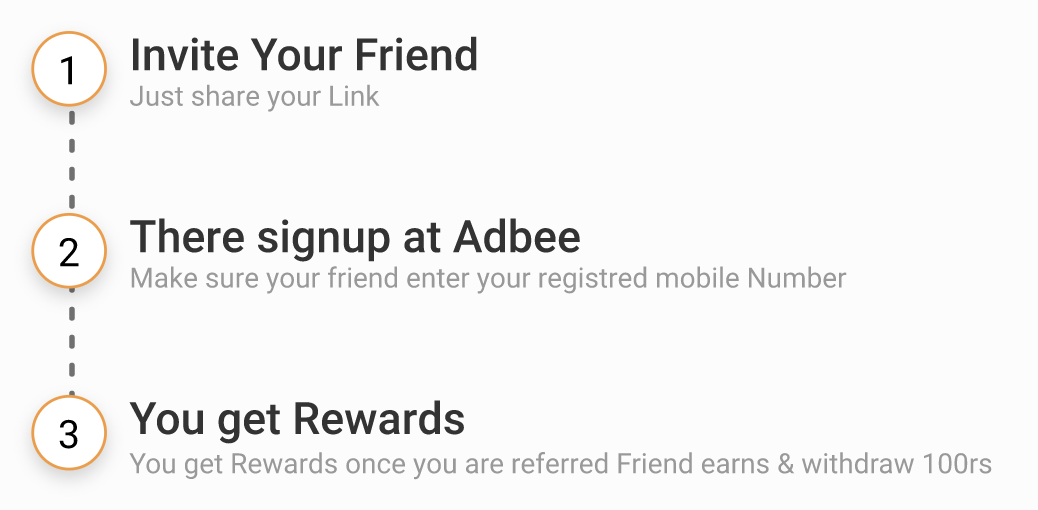 1
Invite Your Friend
Just share your Link
2
There signup at Adbee
Make sure your friend enter your registred mobile Number
3
You get Rewards
You get Rewards once you are referred Friend earns & withdraw 100rs